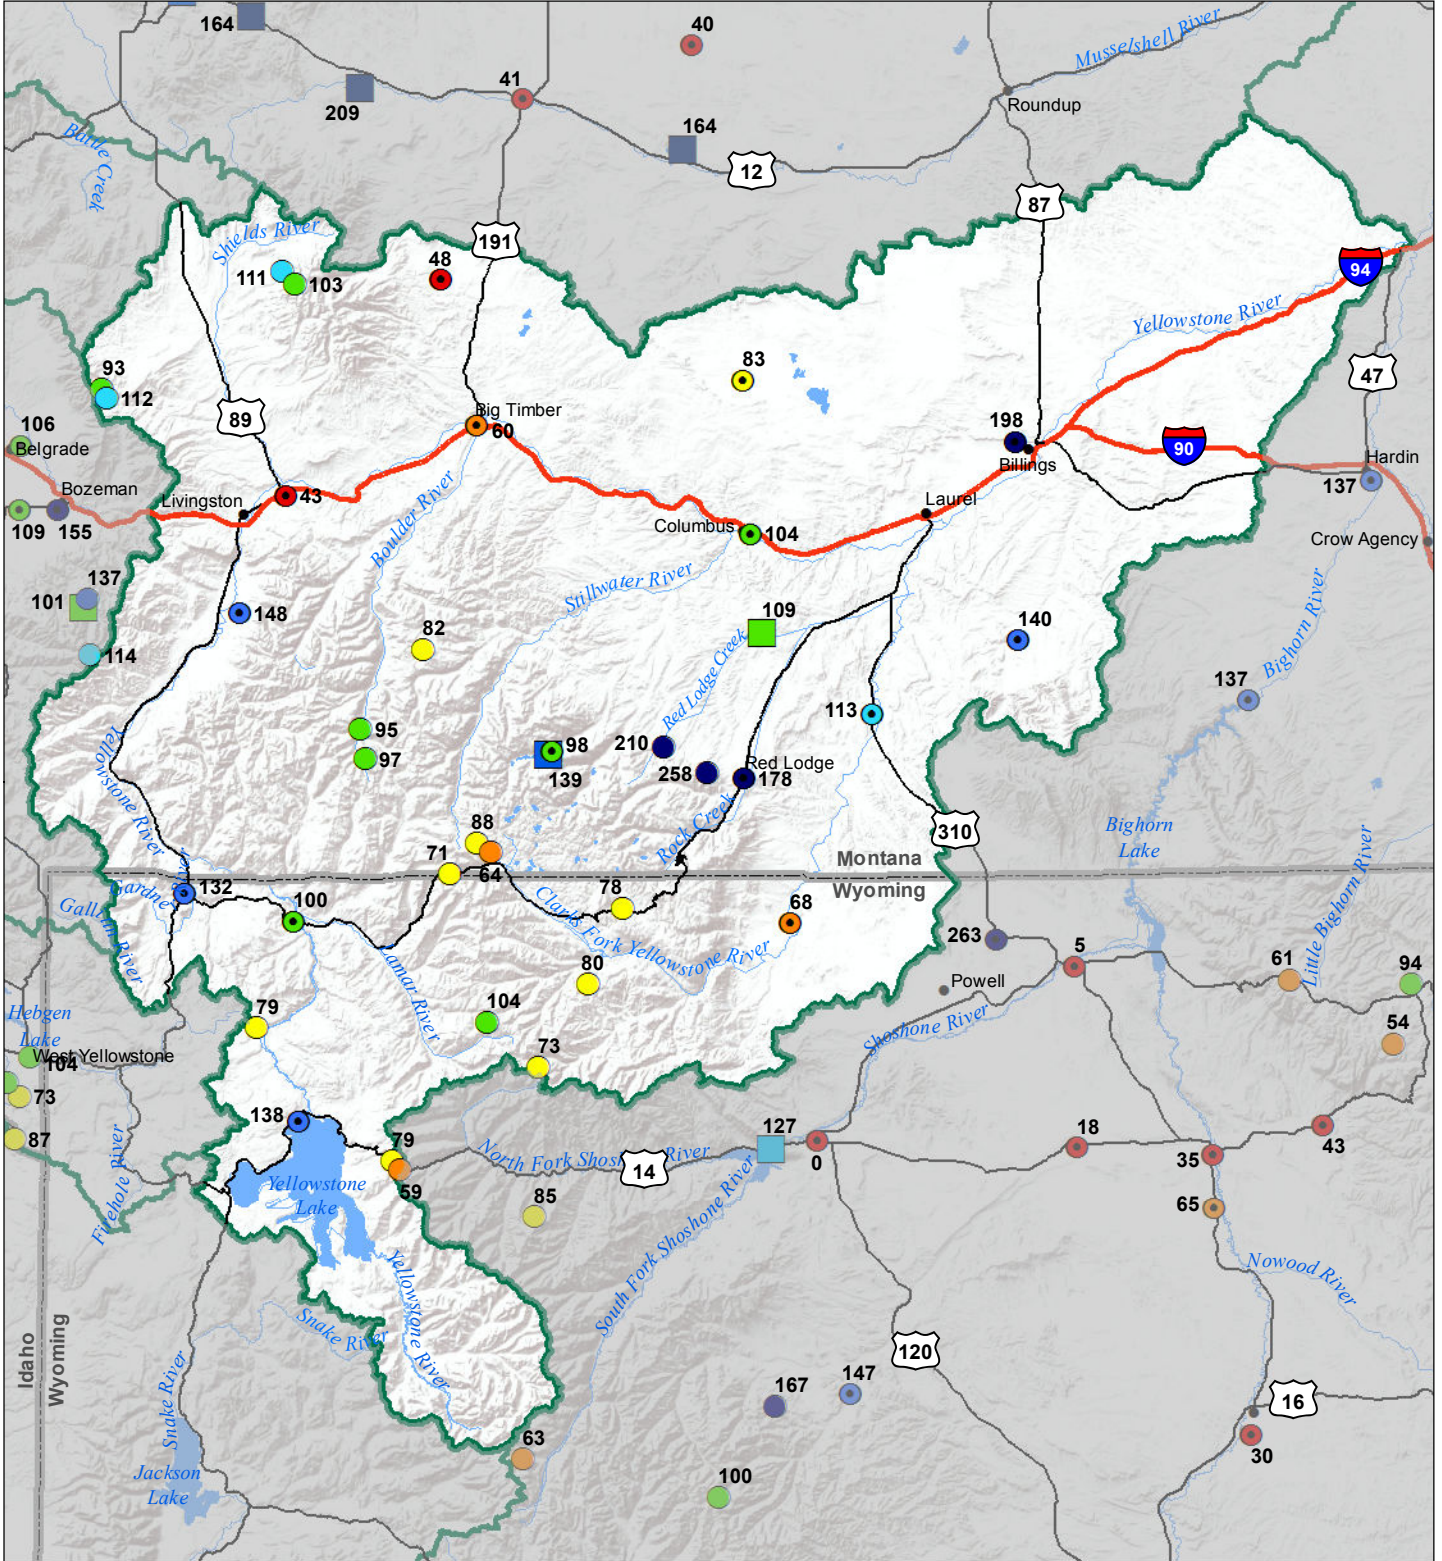 164
40
Musselshell River
41
209
Roundup
164
12
Battle
Creek
87
Shields River
191
48
111
103
94
Yellowstone River
83
47
93
112
89
Big Timber
60
198
106
Belgrade
90
Billings
Hardin
137
Bozeman
Livingston
43
Laurel
109
155
Boulder River
Columbus
104
Crow Agency
Stillwater River
137
101
148
109
82
140
Bighorn River
114
Red Lodge Creek
137
113
95
210
98
97
139
258
Red Lodge
178
Yellowstone River
Rock Creek
310
Bighorn
Lake
88
71
64
Montana
Wyoming
Little Bighorn River
132
Gardner River
Gallatin River
100
78
68
Clarks Fork Yellowstone River
263
5
61
94
Lamar River
80
Powell
104
79
Hebgen
Lake
Shoshone River
54
West Yellowstone
104
73
73
138
127
0
18
43
87
79
59
North Fork Shoshone River
14
35
Firehole River
Yellowstone
Lake
85
65
South Fork Shoshone River
Yellowstone River
Nowood River
Snake River
Idaho
Wyoming
120
Snake River
167
147
16
30
63
Jackson
Lake
100